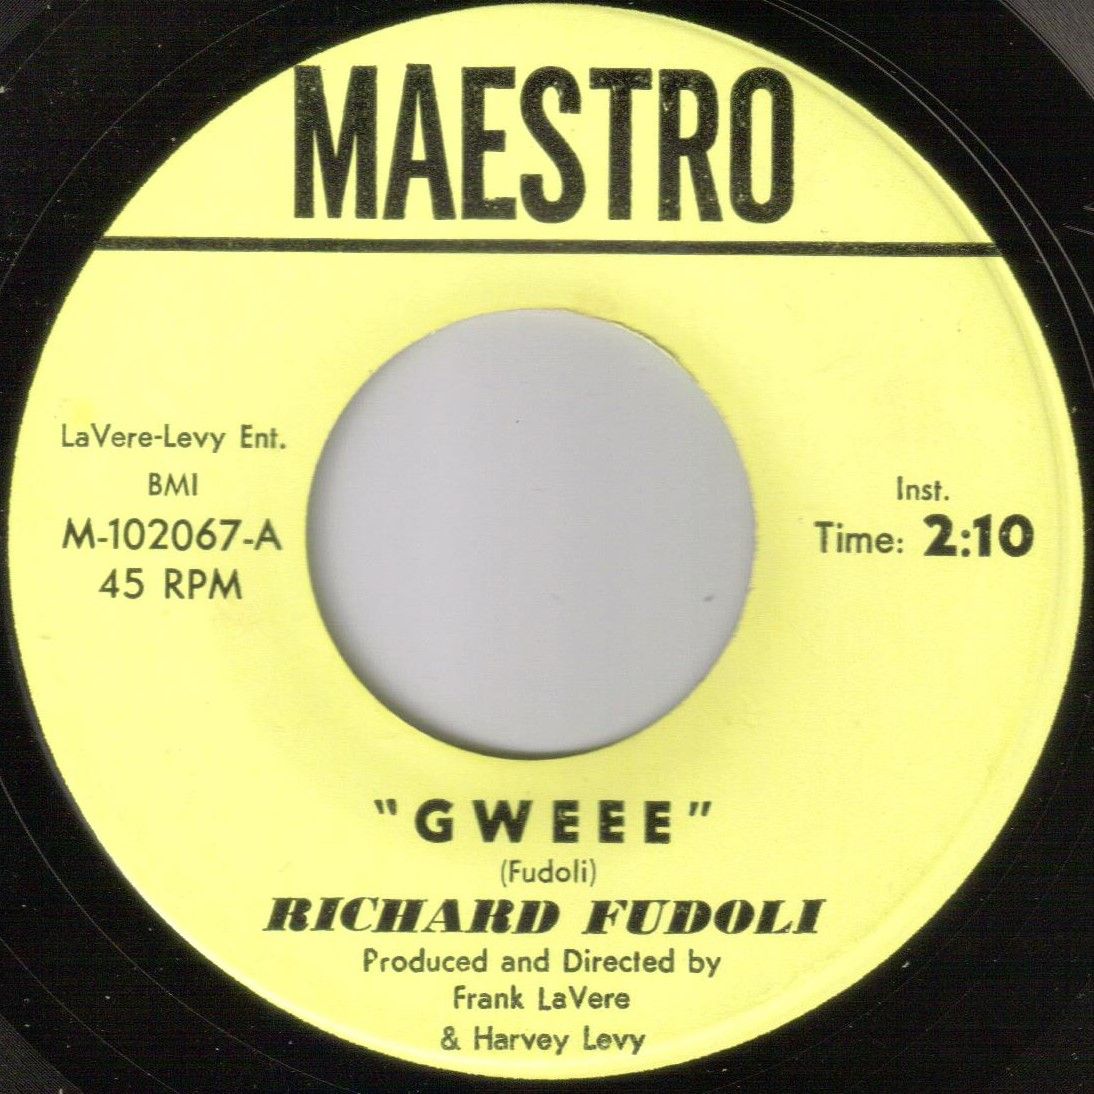 MAESTRO
LaVere-Levy Ent.
BMI
M-102067-A
45 RPM
Inst.
Time: 2:10
"GWEEE"
(Fudoli)
RICHARD FUDOLI
Produced and Directed by
Frank LaVere
& Harvey Levy